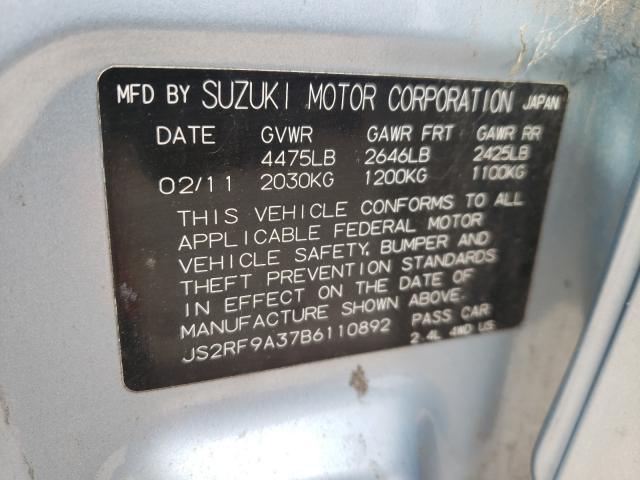 MFD BY SUZUKI MOTOR CORPORATION JAPAN
DATE GVWR GAWR FRT GAWR RR
4475LB 2646LB 2425LB
02/11 2030KG 1200KG 1100KG
THIS VEHICLE CONFORMS TO ALL
APPLICABLE FEDERAL MOTOR
VEHICLE SAFETY, BUMPER AND
THEFT PREVENTION STANDARDS
IN EFFECT ON THE DATE OF
MANUFACTURE SHOWN ABOVE.
JS2RF9A37B6110892 PASS CAR
2.4L 4WD US